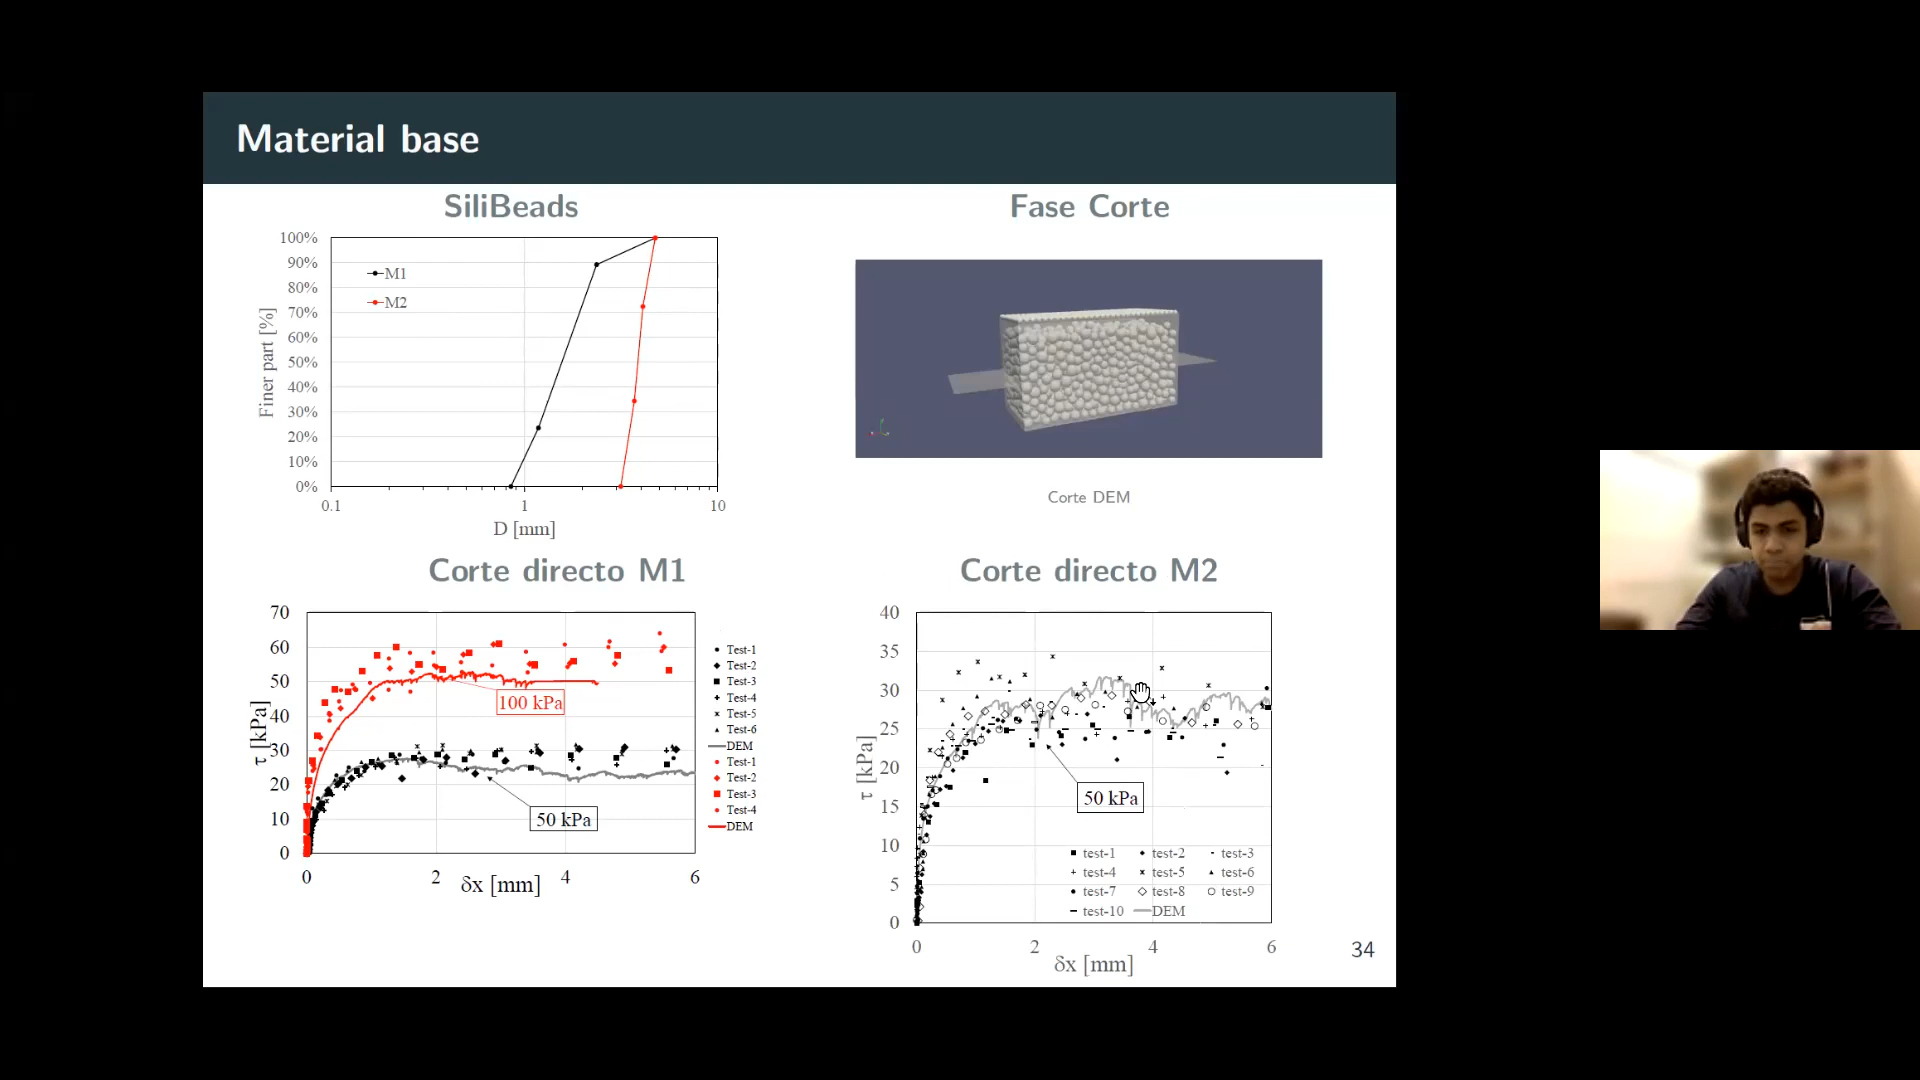 Material base
SiliBeads
100%
90%
80%
70%
60%
50%
40%
30%
20%
10%
0%
Finer part [%]
M1
M2
0.1 1 10
D [mm]
Fase Corte
Corte DEM
Corte directo M1
70
60
50
40
30
20
10
0
τ [kPa]
100 kPa
50 kPa
0 2 4 6
δx [mm]
Test-1
Test-2
Test-3
Test-4
Test-5
Test-6
DEM
Test-1
Test-2
Test-3
Test-4
DEM
Corte directo M2
40
35
30
25
20
15
10
5
0
τ [kPa]
50 kPa
test-1 test-2 test-3
test-4 test-5 test-6
test-7 test-8 test-9
test-10 DEM
0 2 4 6
δx [mm]
34